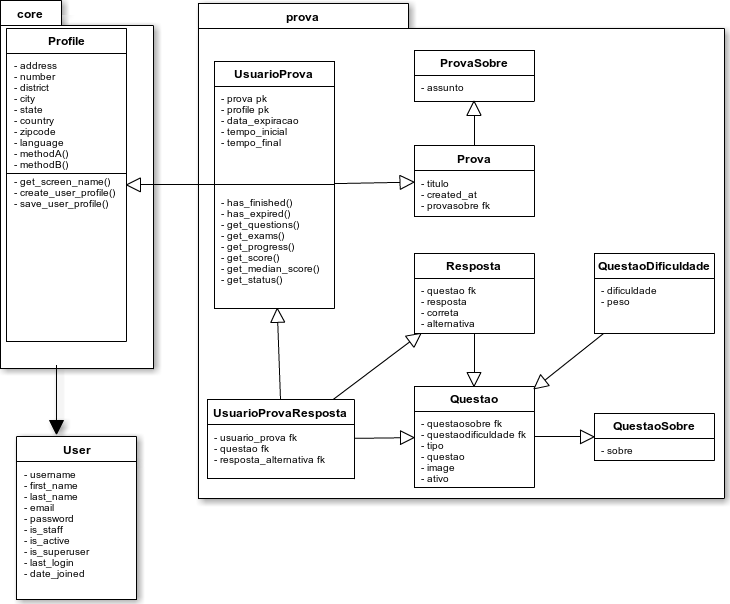 core
Profile
- address
- number
- district
- city
- state
- country
- zipcode
- language
- methodA()
- methodB()
- get_screen_name()
- create_user_profile()
- save_user_profile()
User
- username
- first_name
- last_name
- email
- password
- is_staff
- is_active
- is_superuser
- last_login
- date_joined
prova
UsuarioProva
- prova pk
- profile pk
- data_expiracao
- tempo_inicial
- tempo_final
- has_finished()
- has_expired()
- get_questions()
- get_exams()
- get_progress()
- get_score()
- get_median_score()
- get_status()
ProvaSobre
- assunto
Prova
- titulo
- created_at
- provasobre fk
Resposta
- questao fk
- resposta
- correta
- alternativa
QuestaoDificuldade
- dificuldade
- peso
UsuarioProvaResposta
- usuario_prova fk
- questao fk
- resposta_alternativa fk
Questao
- questaosobre fk
- questaodificuldade fk
- tipo
- questao
- image
- ativo
QuestaoSobre
- sobre